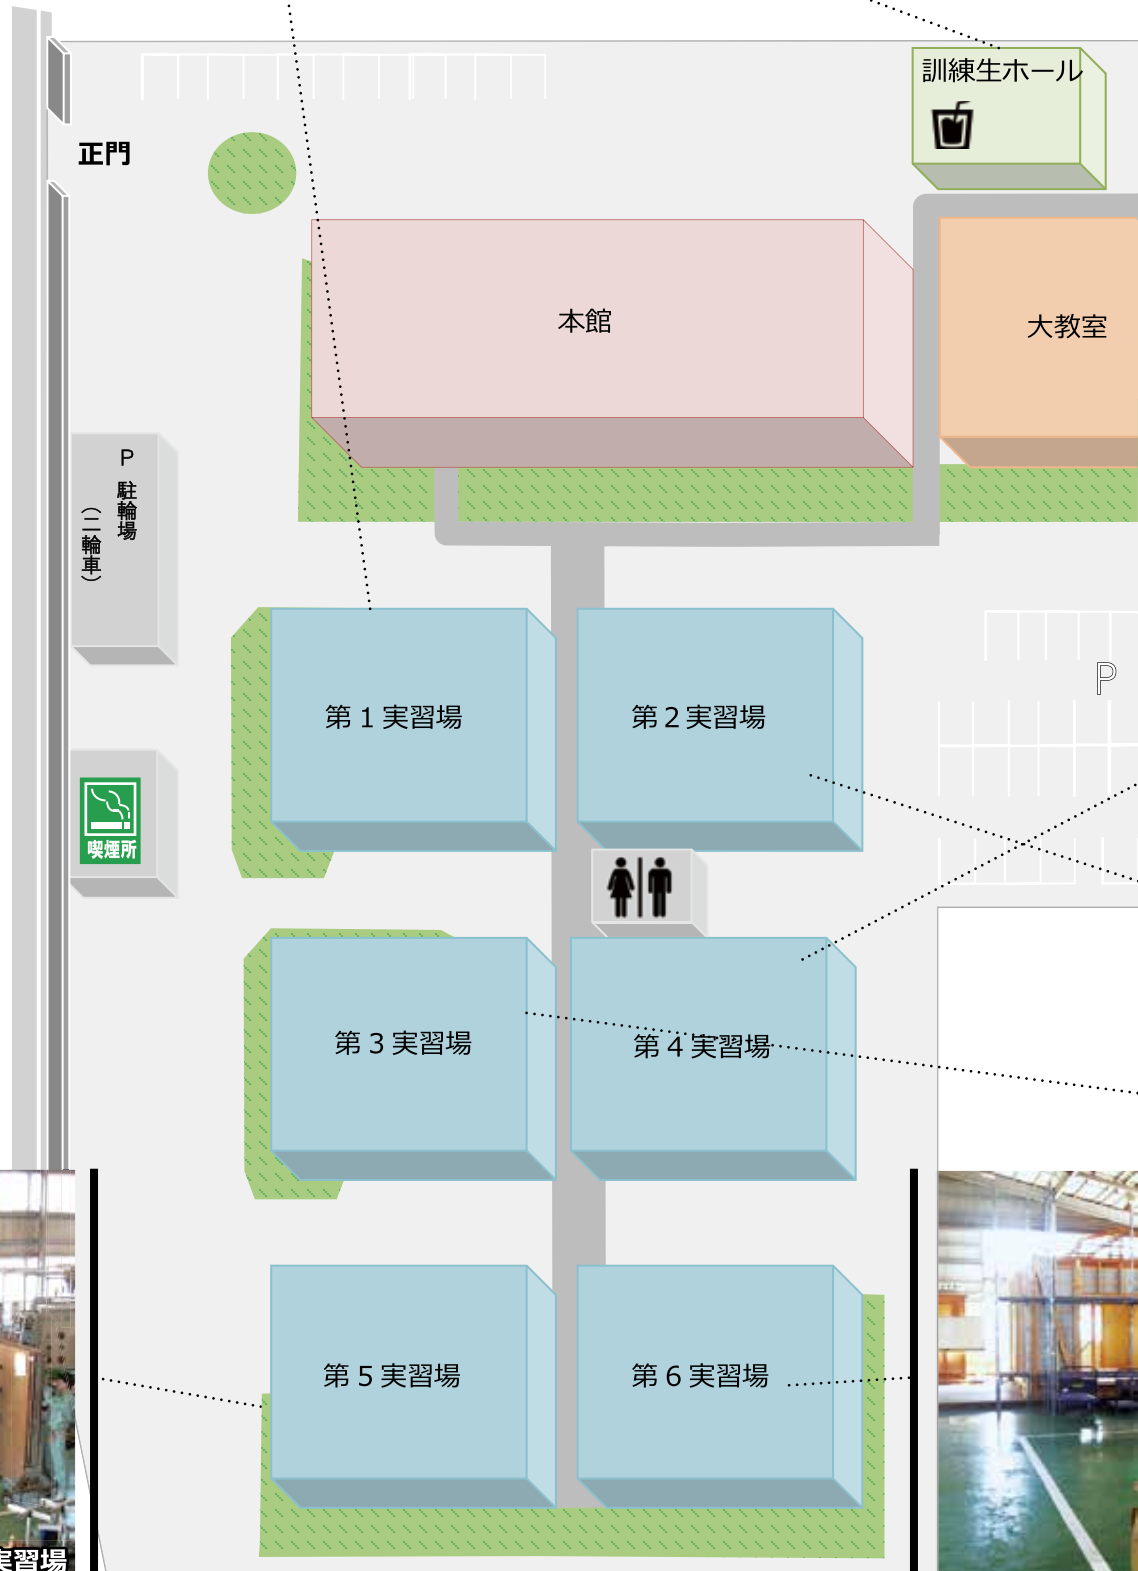 訓練生ホール
正門
本館
大教室
P 駐輪場
（二輪車）
第１実習場
第２実習場
P
喫煙所
第３実習場
第４実習場
第５実習場
第６実習場
実習場